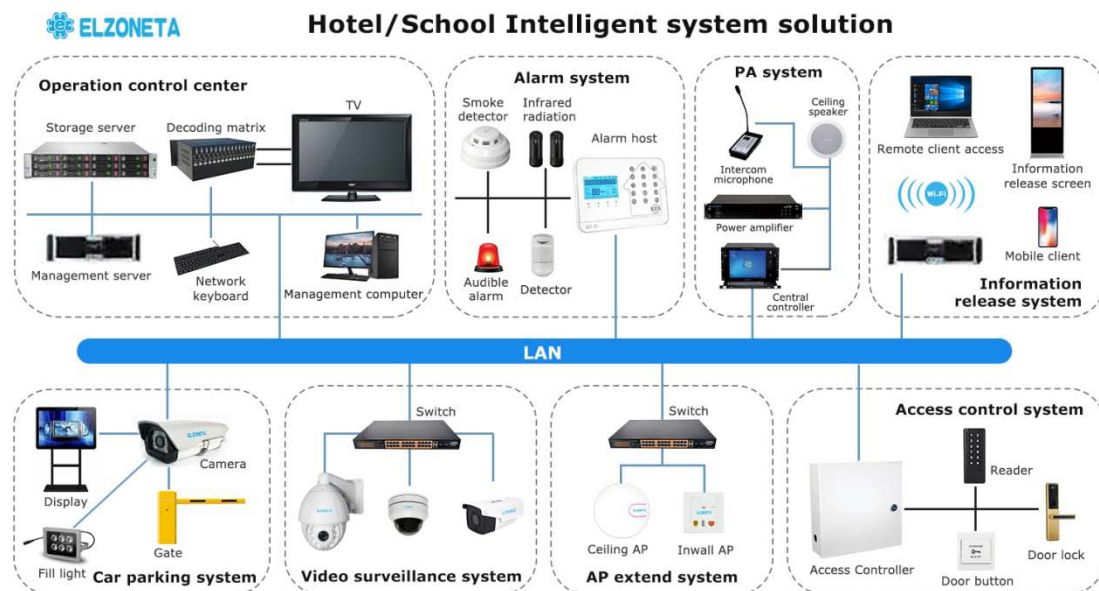 ELZONETA
Hotel/School Intelligent system solution
Operation control center
Storage server
Decoding matrix
TV
Management server
Network
keyboard
Management computer
Alarm system
Smoke
detector
Infrared
radiation
Alarm host
Audible
alarm
Detector
PA system
Ceiling
speaker
Intercom
microphone
Power amplifier
Central
controller
Remote client access
Information
release screen
Wi-Fi
Mobile client
Information
release system
LAN
Display
ELZONETA
Camera
Gate
Fill light
Car parking system
Switch
Video surveillance system
Switch
ELZONETA
Ceiling AP
Inwall AP
AP extend system
Access control system
Reader
Access Controller
Door button
Door lock